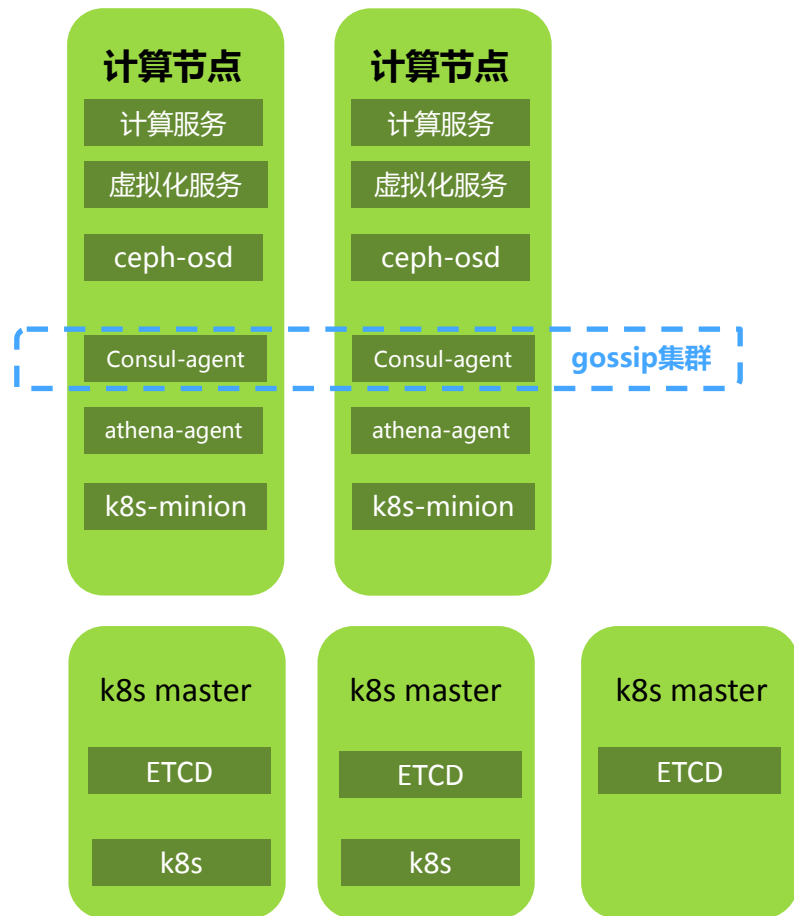 计算节点
计算服务
虚拟化服务
ceph-osd
Consul-agent
athena-agent
k8s-minion
计算节点
计算服务
虚拟化服务
ceph-osd
Consul-agent
athena-agent
k8s-minion
gossip集群
k8s master
ETCD
k8s
k8s master
ETCD
k8s
k8s master
ETCD